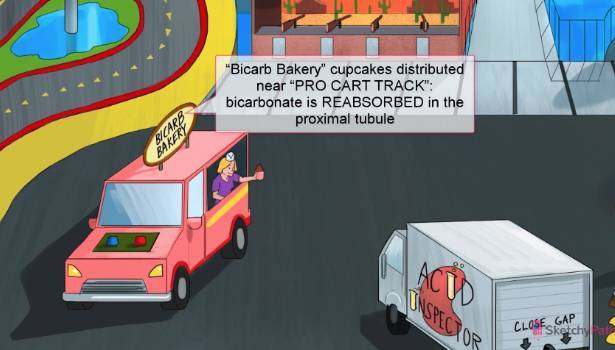 "Bicarb Bakery" cupcakes distributed
near "PRO CART TRACK":
bicarbonate is REABSORBED in the
proximal tubule
BICARB
BAKERY
ACID
INSPECTOR
CLOSE GAP
SketchyPath